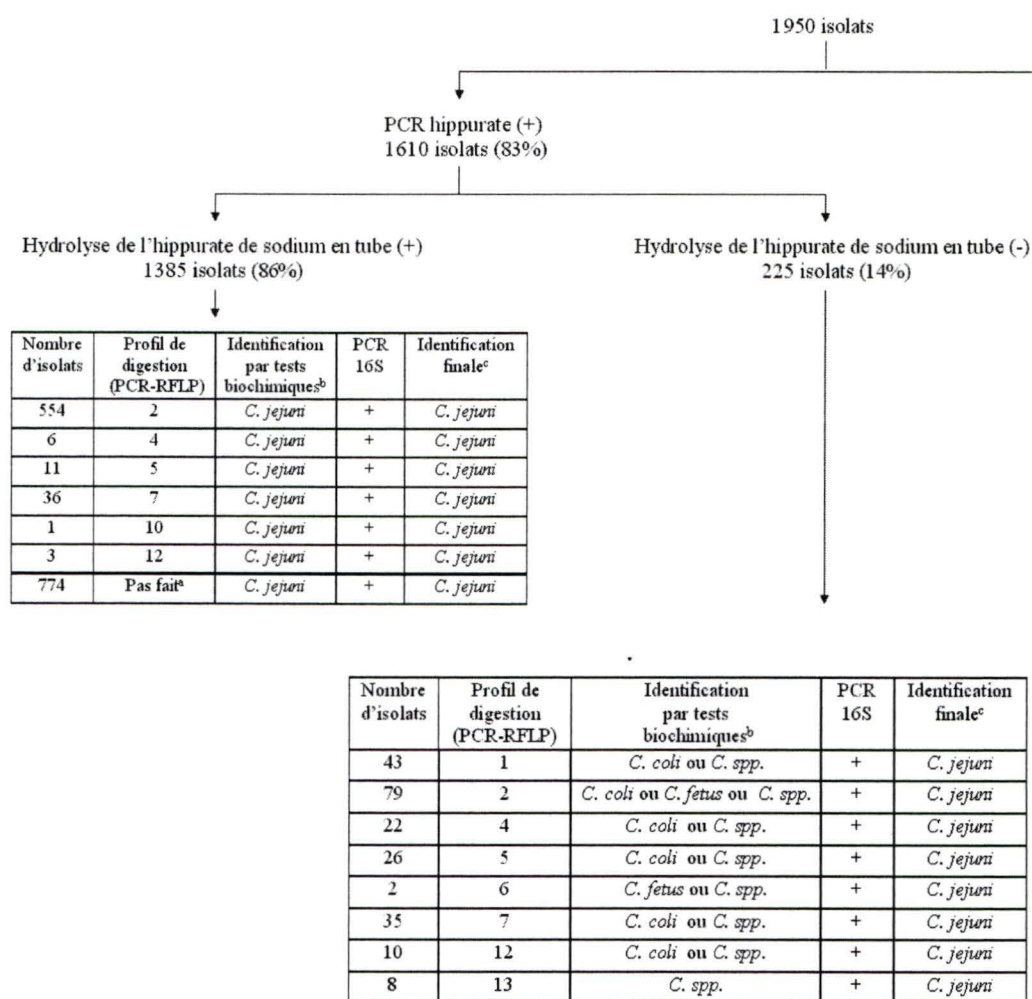 1950 isolats
PCR hippurate (+)
1610 isolats (83%)
Hydrolyse de l'hippurate de sodium en tube (+)
1385 isolats (86%)
Hydrolyse de l'hippurate de sodium en tube (-)
225 isolats (14%)
Nombre d'isolats | Profil de digestion (PCR-RFLP) | Identification par tests biochimiquesᵇ | PCR 16S | Identification finaleᶜ
554 | 2 | C. jejuni | + | C. jejuni
6 | 4 | C. jejuni | + | C. jejuni
11 | 5 | C. jejuni | + | C. jejuni
36 | 7 | C. jejuni | + | C. jejuni
1 | 10 | C. jejuni | + | C. jejuni
3 | 12 | C. jejuni | + | C. jejuni
774 | Pas faitᵃ | C. jejuni | + | C. jejuni
Nombre d'isolats | Profil de digestion (PCR-RFLP) | Identification par tests biochimiquesᵇ | PCR 16S | Identification finaleᶜ
43 | 1 | C. coli ou C. spp. | + | C. jejuni
79 | 2 | C. coli ou C. fetus ou C. spp. | + | C. jejuni
22 | 4 | C. coli ou C. spp. | + | C. jejuni
26 | 5 | C. coli ou C. spp. | + | C. jejuni
2 | 6 | C. fetus ou C. spp. | + | C. jejuni
35 | 7 | C. coli ou C. spp. | + | C. jejuni
10 | 12 | C. coli ou C. spp. | + | C. jejuni
8 | 13 | C. spp. | + | C. jejuni